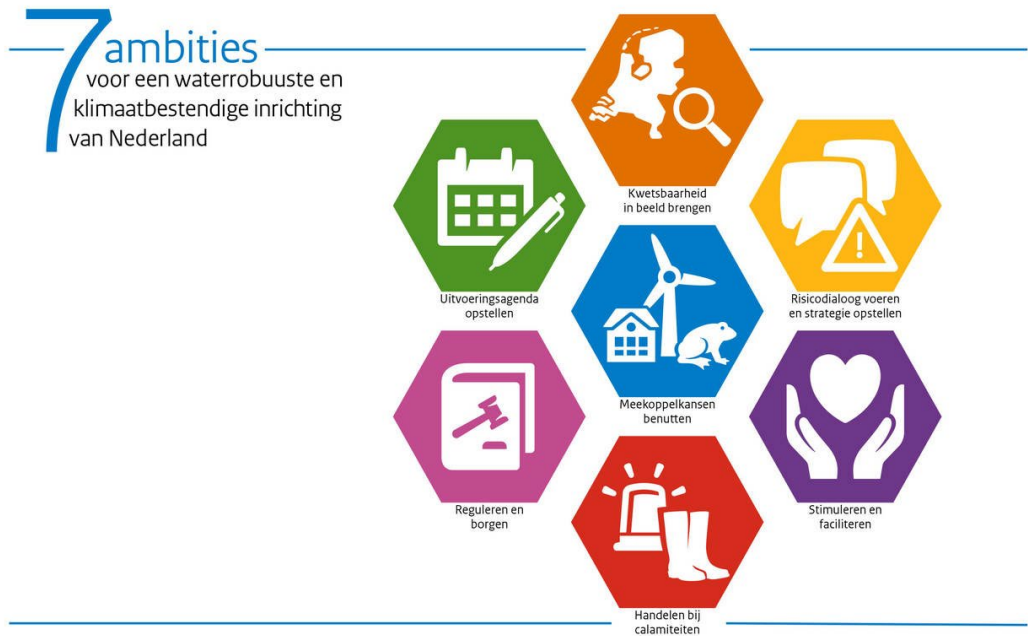 7 ambities
voor een waterrobuuste en
klimaatbestendige inrichting
van Nederland
Kwetsbaarheid
in beeld brengen
Uitvoeringsagenda
opstellen
Risicodialoog voeren
en strategie opstellen
Meekoppelkansen
benutten
Reguleren en
borgen
Stimuleren en
faciliteren
Handelen bij
calamiteiten